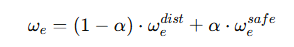 ω_e = (1 − α) · ω_e^{dist} + α · ω_e^{safe}